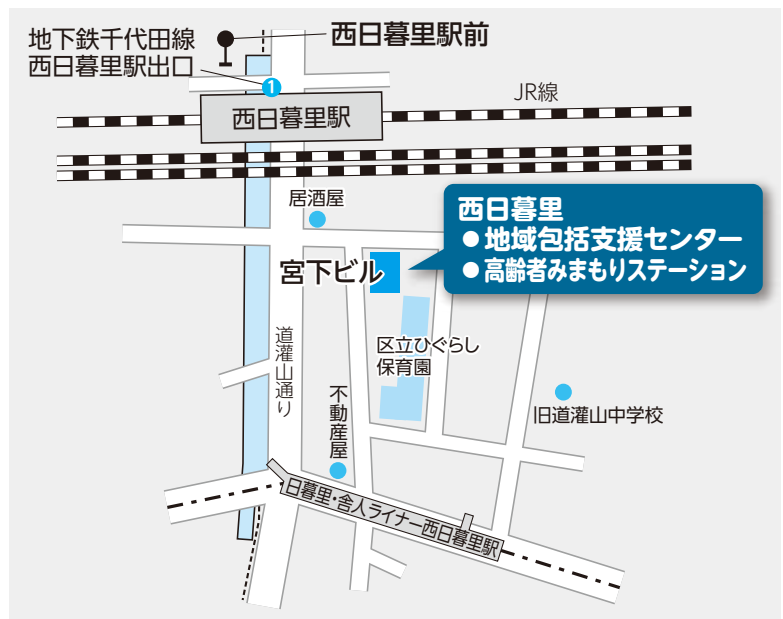 地下鉄千代田線
西日暮里駅出口
西日暮里駅前
1
JR線
西日暮里駅
居酒屋
西日暮里
● 地域包括支援センター
● 高齢者みまもりステーション
宮下ビル
道灌山通り
区立ひぐらし
保育園
不動産屋
旧道灌山中学校
日暮里・舎人ライナー西日暮里駅